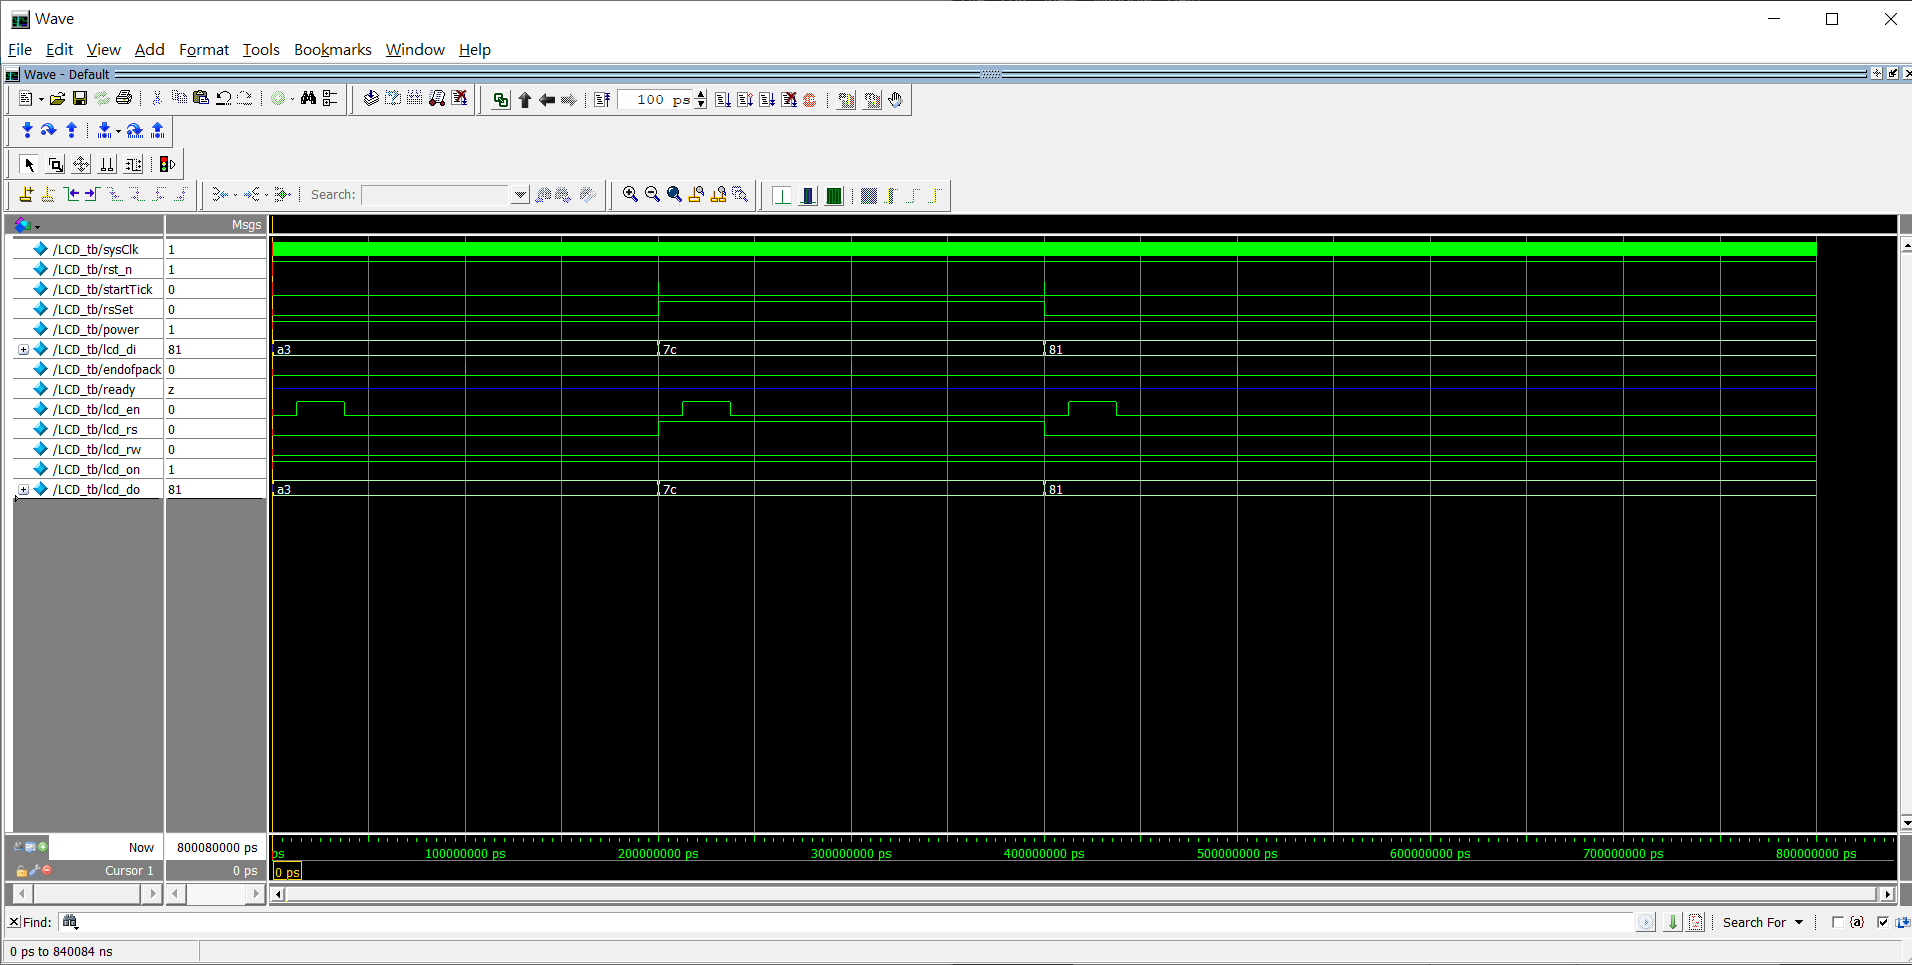 Wave
File Edit View Add Format Tools Bookmarks Window Help
Wave - Default
100 ps
Search:
Msgs
/LCD_tb/sysClk 1
/LCD_tb/rst_n 1
/LCD_tb/startTick 0
/LCD_tb/rsSet 0
/LCD_tb/power 1
/LCD_tb/lcd_di 81 a3 7c 81
/LCD_tb/endofpack 0
/LCD_tb/ready z
/LCD_tb/lcd_en 0
/LCD_tb/lcd_rs 0
/LCD_tb/lcd_rw 0
/LCD_tb/lcd_on 1
/LCD_tb/lcd_do 81 a3 7c 81
Now 800080000 ps ps 100000000 ps 200000000 ps 300000000 ps 400000000 ps 500000000 ps 600000000 ps 700000000 ps 800000000 ps
Cursor 1 0 ps 0 ps
Find: Search For {a}
0 ps to 840084 ns